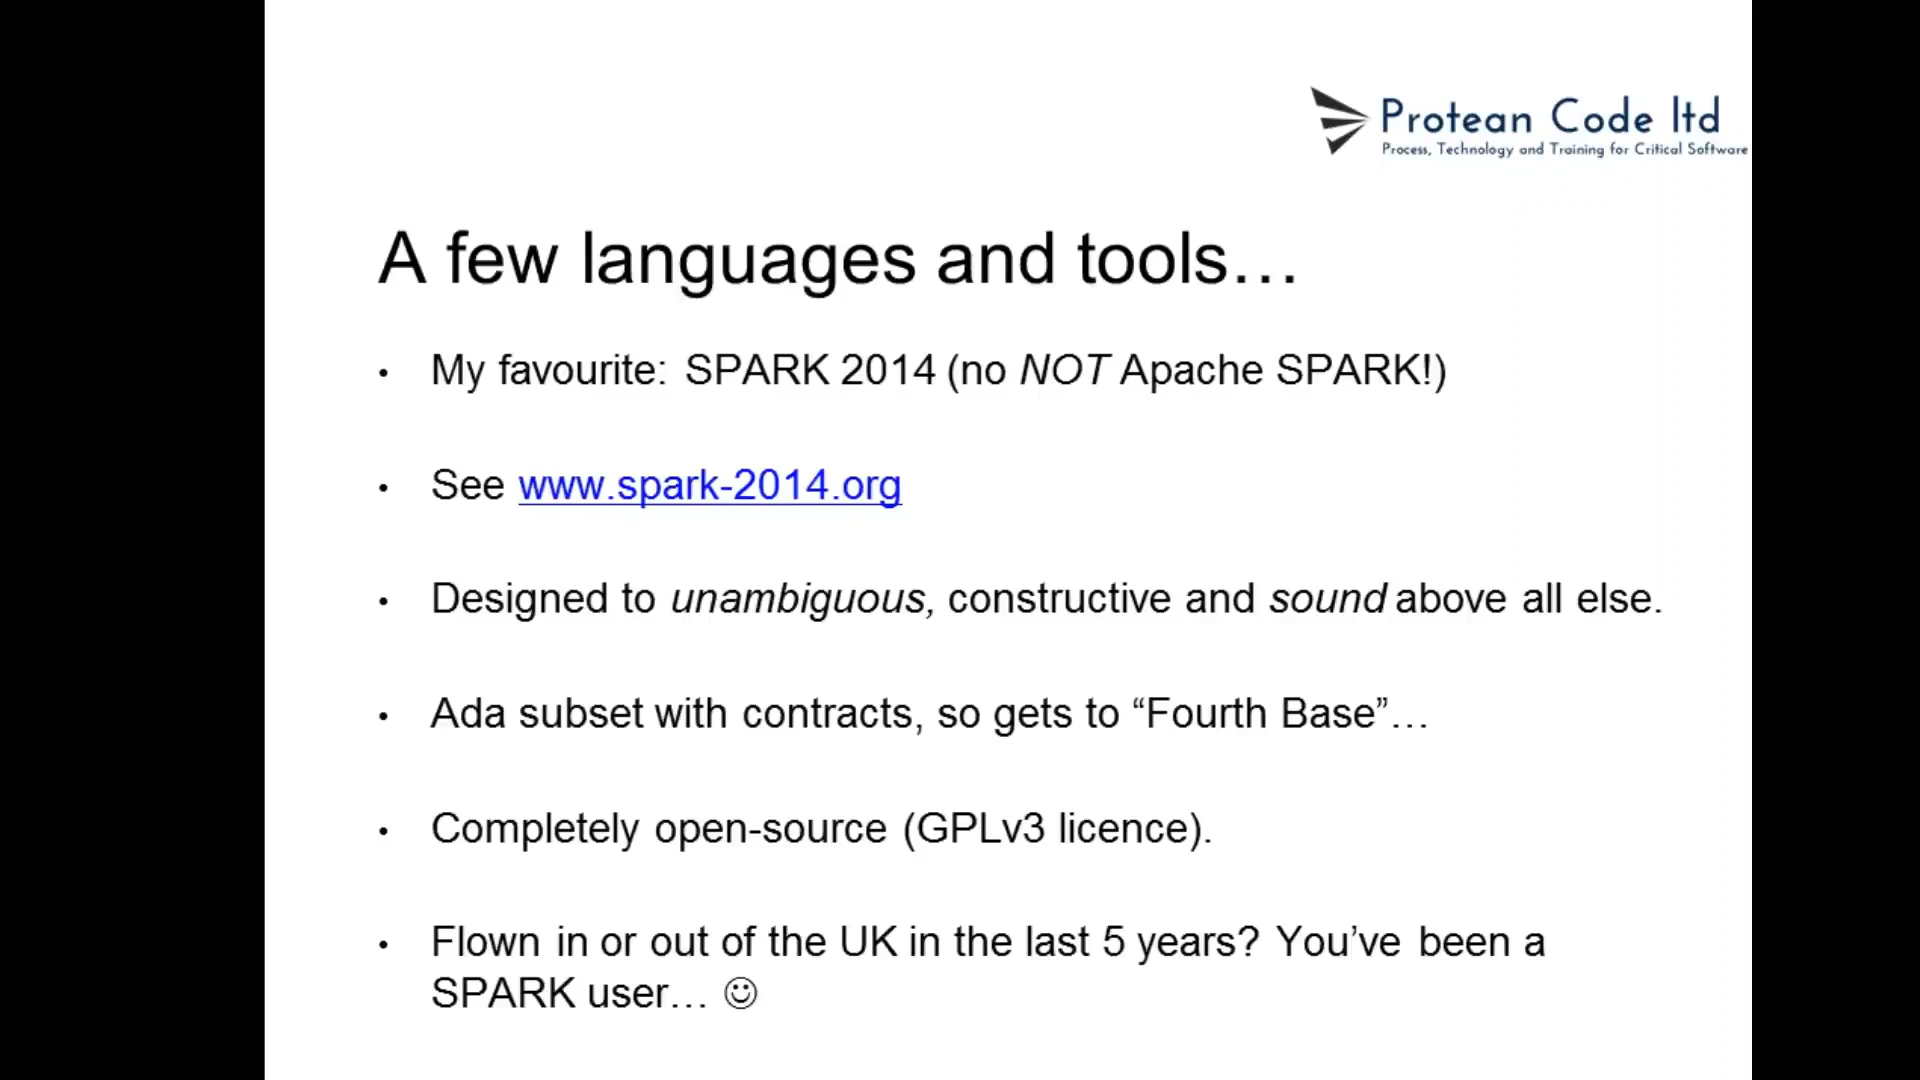 Protean Code ltd
Process, Technology and Training for Critical Software
A few languages and tools…
• My favourite: SPARK 2014 (no NOT Apache SPARK!)
• See www.spark-2014.org
• Designed to unambiguous, constructive and sound above all else.
• Ada subset with contracts, so gets to “Fourth Base”…
• Completely open-source (GPLv3 licence).
• Flown in or out of the UK in the last 5 years? You’ve been a
SPARK user… ☺